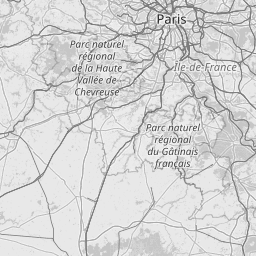 Paris
Parc naturel
régional
de la Haute
Vallée de
Chevreuse
Île-de-France
Parc naturel
régional
du Gâtinais
français